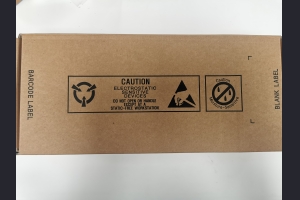 BARCODE LABEL
CAUTION
ELECTROSTATIC
SENSITIVE
DEVICES
DO NOT OPEN OR HANDLE
EXCEPT AT A
STATIC-FREE WORKSTATION
BLANK LABEL